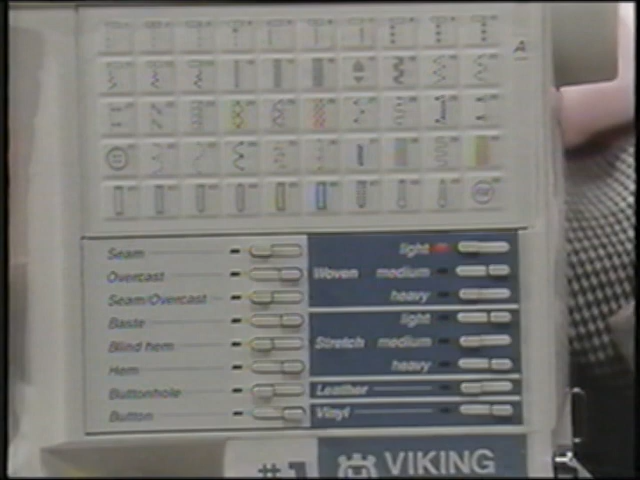 A
Seam
Overcast
Seam/Overcast
Baste
Blind hem
Hem
Buttonhole
Button
light
Woven medium
heavy
light
Stretch medium
heavy
Leather
Vinyl
#1 VIKING